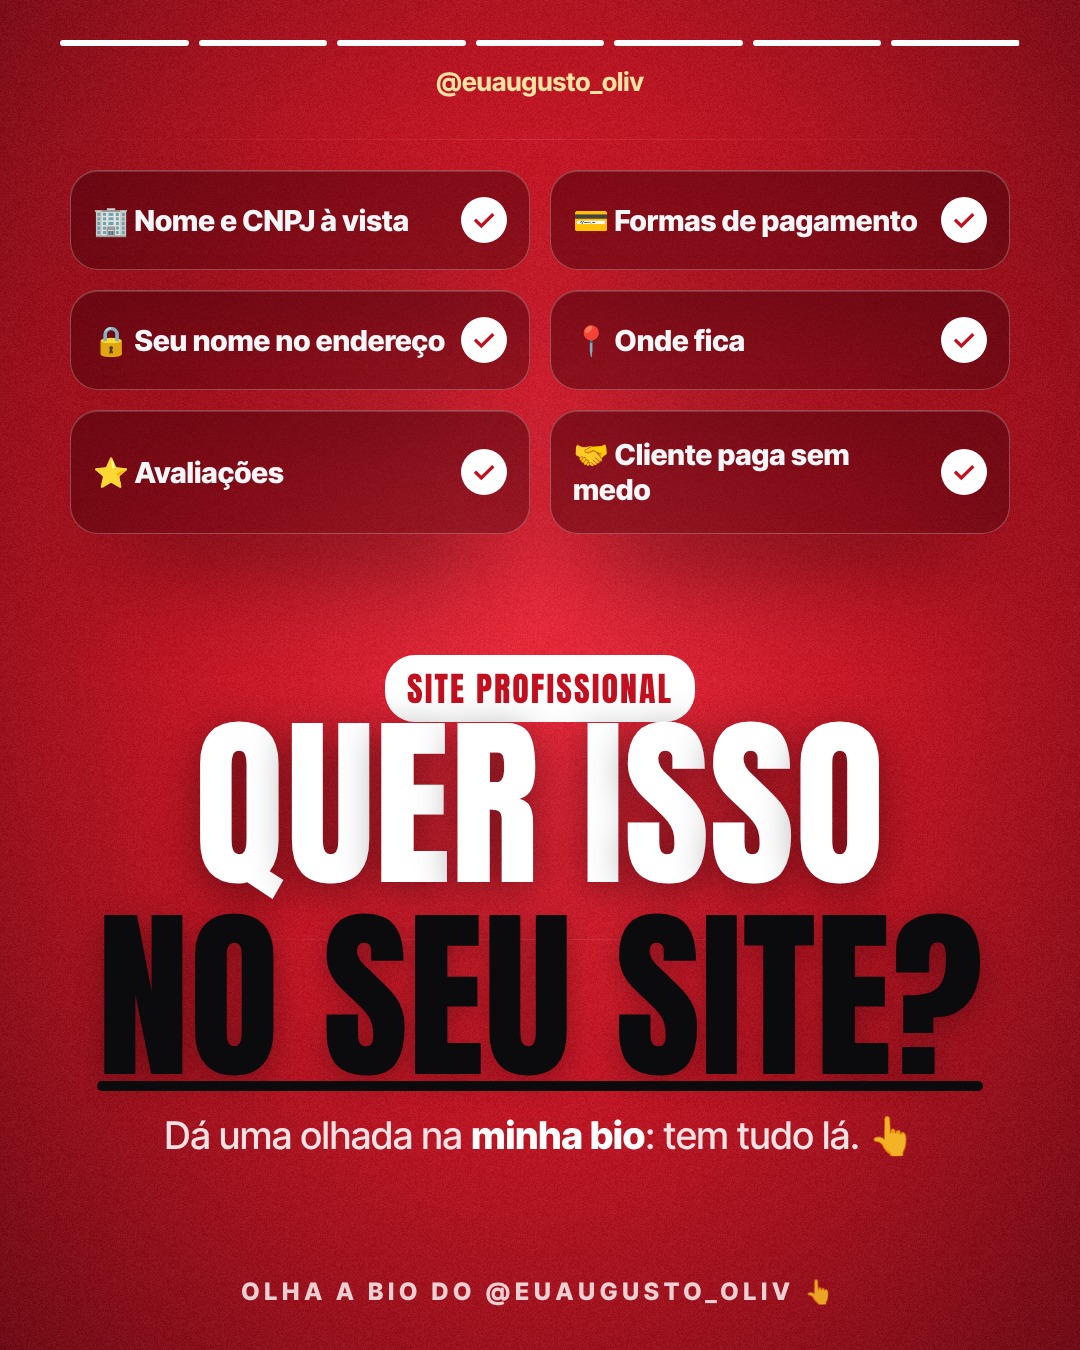 @euaugusto_oliv
🏢 Nome e CNPJ à vista
💳 Formas de pagamento
🔒 Seu nome no endereço
📍 Onde fica
⭐ Avaliações
🤝 Cliente paga sem
medo
SITE PROFISSIONAL
QUER ISSO
NO SEU SITE?
Dá uma olhada na minha bio: tem tudo lá. 👆
OLHA A BIO DO @EUAUGUSTO_OLIV 👆